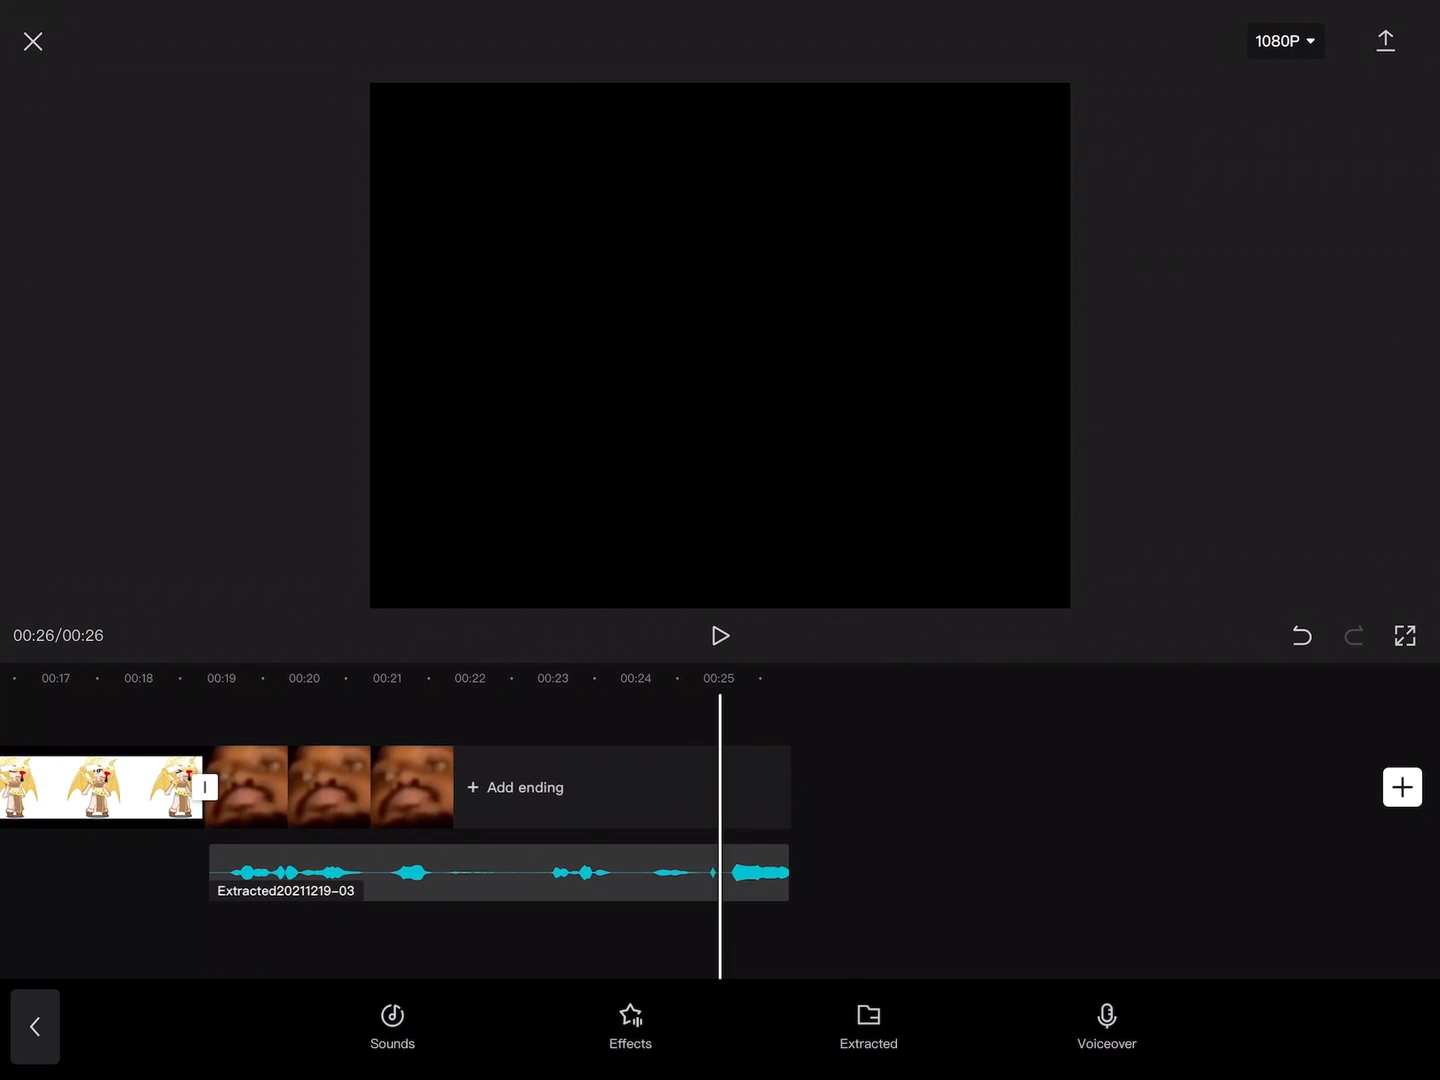 1080P
00:26/00:26
00:17 00:18 00:19 00:20 00:21 00:22 00:23 00:24 00:25
+ Add ending
Extracted20211219-03
Sounds Effects Extracted Voiceover